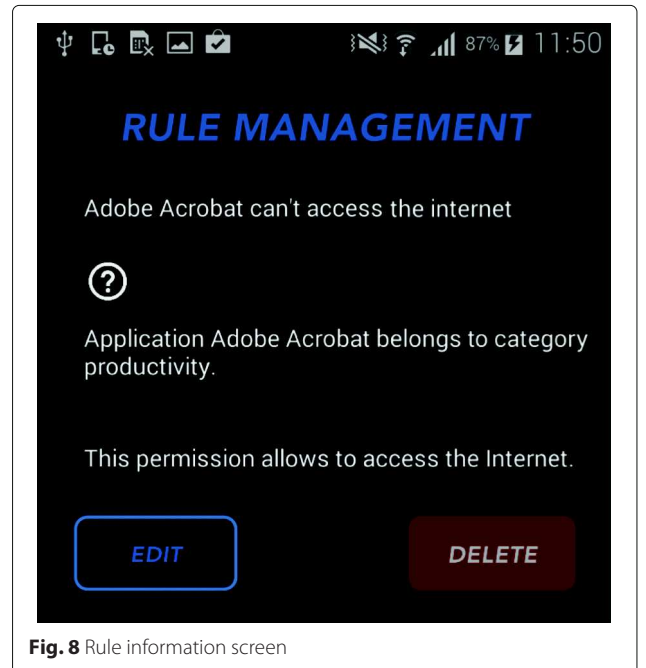 87% 11:50
RULE MANAGEMENT
Adobe Acrobat can't access the internet
?
Application Adobe Acrobat belongs to category
productivity.
This permission allows to access the Internet.
EDIT DELETE
Fig. 8 Rule information screen